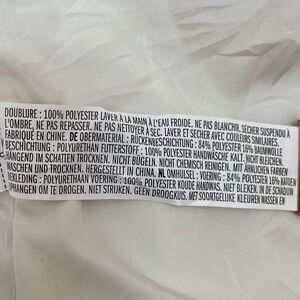 DOUBLURE : 100% POLYESTER LAVER À LA MAIN À L'EAU FROIDE. NE PAS BLANCHIR. SÉCHER SUSPENDU À
L'OMBRE, NE PAS REPASSER. NE PAS NETTOYER À SEC. LAVER ET SÉCHER AVEC COULEURS SIMILAIRES.
FABRIQUE EN CHINE. DE OBERMATERIAL : RÜCKENBESCHICHTUNG : 84% POLYESTER 16% BAUMWOLLE
BESCHICHTUNG : POLYURETHAN FUTTERSTOFF : 100% POLYESTER HANDWÄSCHE KALT. NICHT BLEICHEN.
HÄNGEND IM SCHATTEN TROCKNEN. NICHT BÜGELN. NICHT CHEMISCH REINIGEN. MIT ÄHNLICHEN FARBEN
WASCHEN UND TROCKNEN. HERGESTELLT IN CHINA. NL OMHULSEL : VOERING : 84% POLYESTER 16% KATOEN
BEKLEDING : POLYURETHAN VOERING : 100% POLYESTER KOUDE HANDWAS. NIET BLEKEN. IN DE SCHADUW
OPHANGEN OM TE DROGEN. NIET STRIJKEN. GEEN DROOGKUIS. MET SOORTGELIJKE KLEUREN WASSEN EN